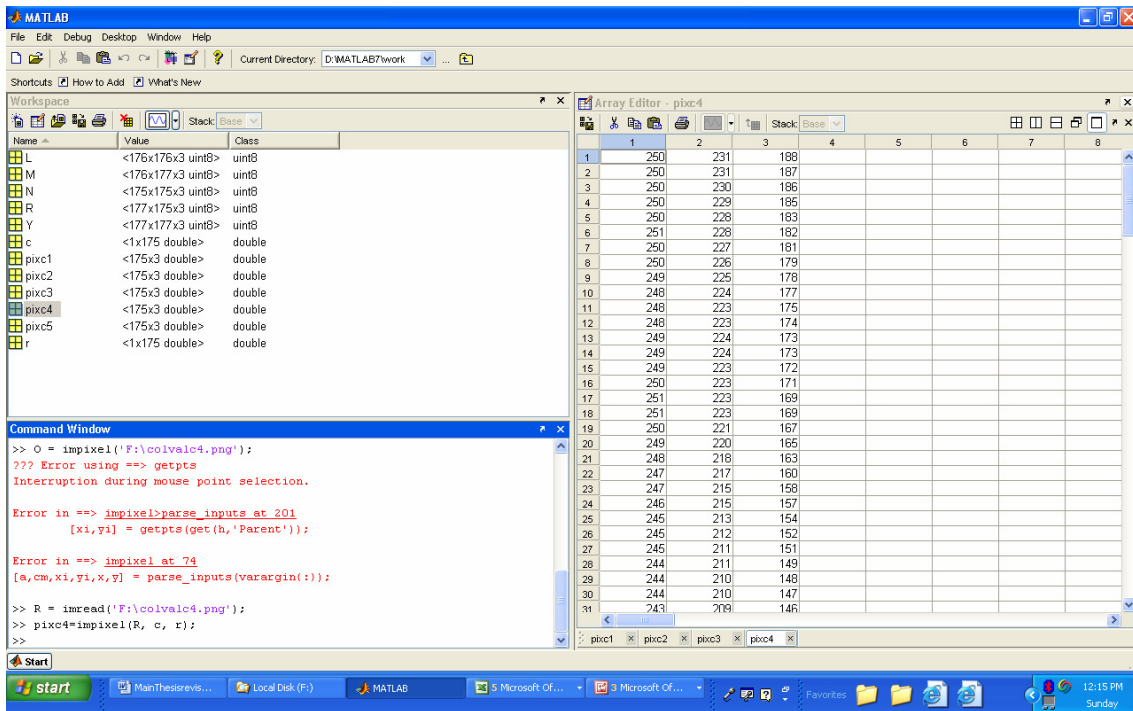 MATLAB
File Edit Debug Desktop Window Help
Current Directory: D:\MATLAB7\work ...
Shortcuts How to Add What's New
Workspace
Stack: Base
Name Value Class
L <176x176x3 uint8> uint8
M <176x177x3 uint8> uint8
N <175x175x3 uint8> uint8
R <177x177x3 uint8> uint8
Y <177x177x3 uint8> uint8
c <1x175 double> double
pixc1 <175x3 double> double
pixc2 <175x3 double> double
pixc3 <175x3 double> double
pixc4 <175x3 double> double
pixc5 <175x3 double> double
r <1x175 double> double
Command Window
>> O = impixel('F:\colvalc4.png');
??? Error using ==> getpts
Interruption during mouse point selection.
Error in ==> impixel>parse_inputs at 201
[xi,yi] = getpts(get(h,'Parent'));
Error in ==> impixel at 74
[a,cm,xi,yi,x,y] = parse_inputs(varargin{:});
>> R = imread('F:\colvalc4.png');
>> pixc4=impixel(R, c, r);
>>
Array Editor - pixc4
Stack: Base
1 2 3 4 5 6 7 8
1 250 231 188
2 250 231 187
3 250 230 186
4 250 229 185
5 250 228 183
6 251 228 182
7 250 227 181
8 250 226 179
9 249 225 178
10 248 224 177
11 248 223 175
12 248 223 174
13 249 224 173
14 249 224 173
15 249 223 172
16 250 223 171
17 251 223 169
18 251 223 169
19 250 221 167
20 249 220 165
21 248 218 163
22 247 217 160
23 247 215 158
24 246 215 157
25 245 213 154
26 245 212 152
27 245 211 151
28 244 211 149
29 244 210 148
30 244 210 147
31 243 209 146
pixc1 pixc2 pixc3 pixc4
Start
start MainThesisrevis... Local Disk (F:) MATLAB 5 Microsoft Of... 3 Microsoft Of... Favorites 12:15 PM
Sunday